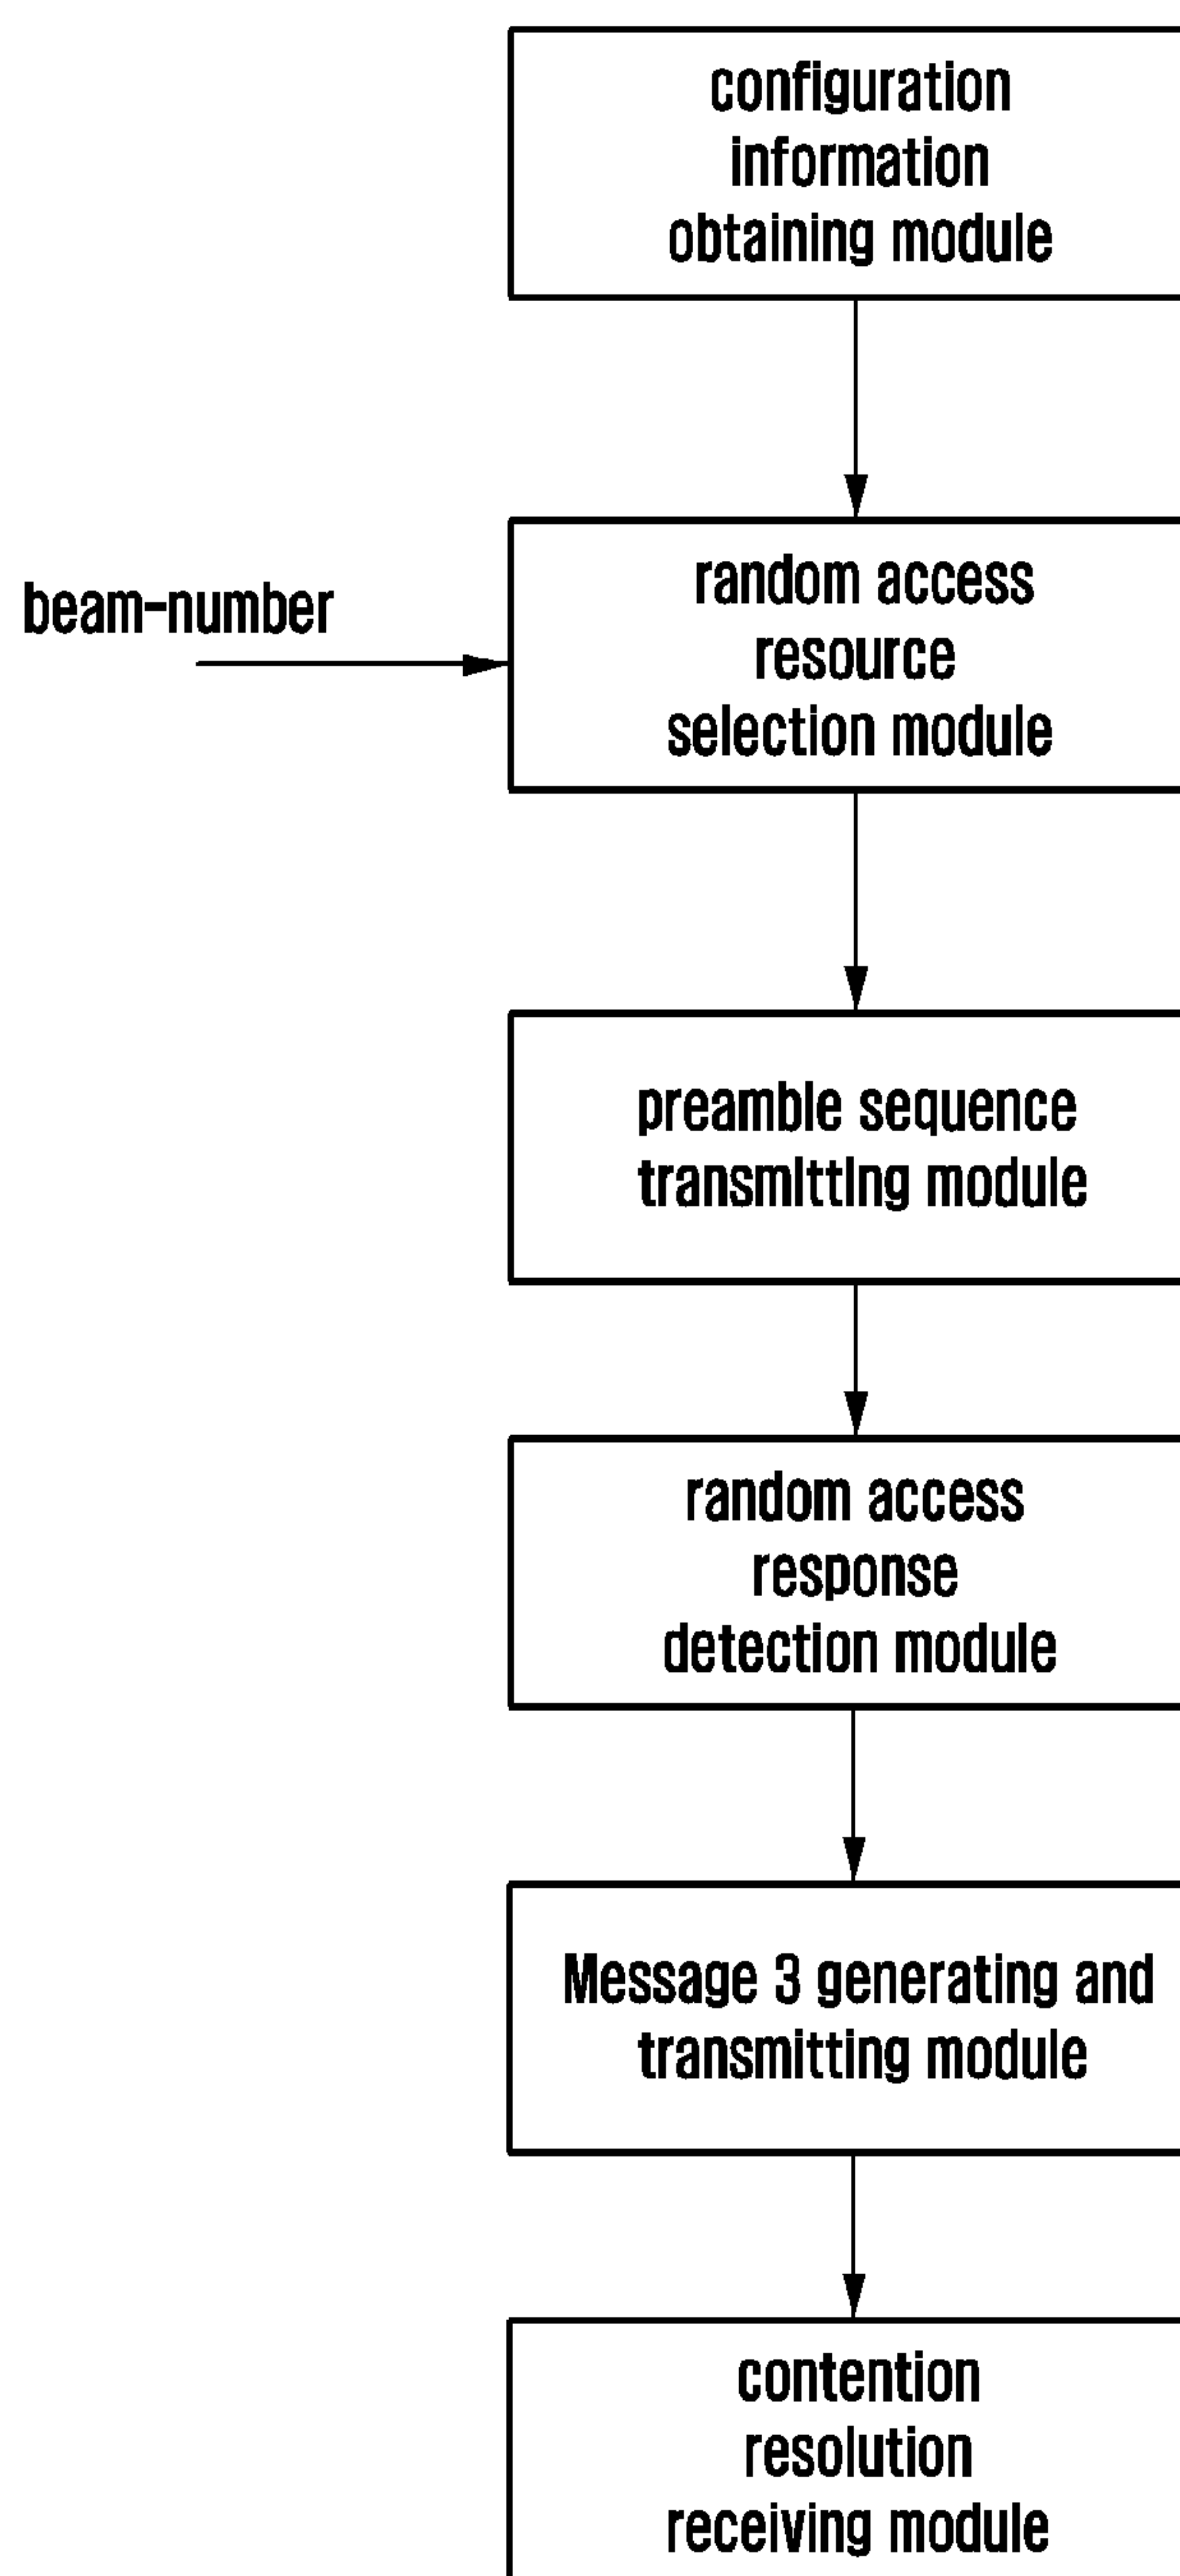 configuration
information
obtaining module
beam-number
random access
resource
selection module
preamble sequence
transmitting module
random access
response
detection module
Message 3 generating and
transmitting module
contention
resolution
receiving module